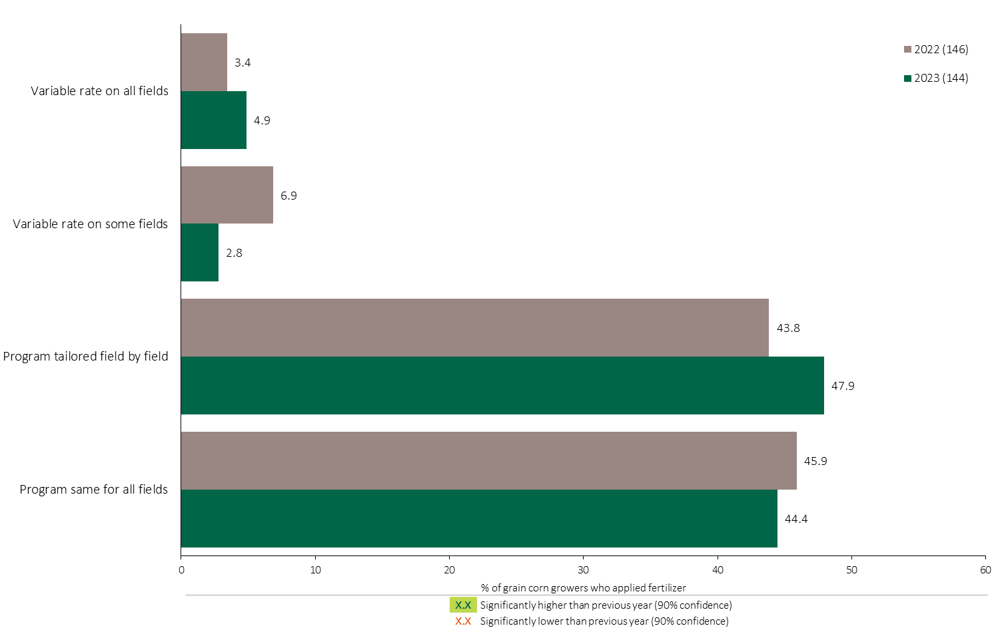 2022 (146)
2023 (144)
Variable rate on all fields
3.4
4.9
Variable rate on some fields
6.9
2.8
Program tailored field by field
43.8
47.9
Program same for all fields
45.9
44.4
0 10 20 30 40 50 60
% of grain corn growers who applied fertilizer
X.X Significantly higher than previous year (90% confidence)
X.X Significantly lower than previous year (90% confidence)